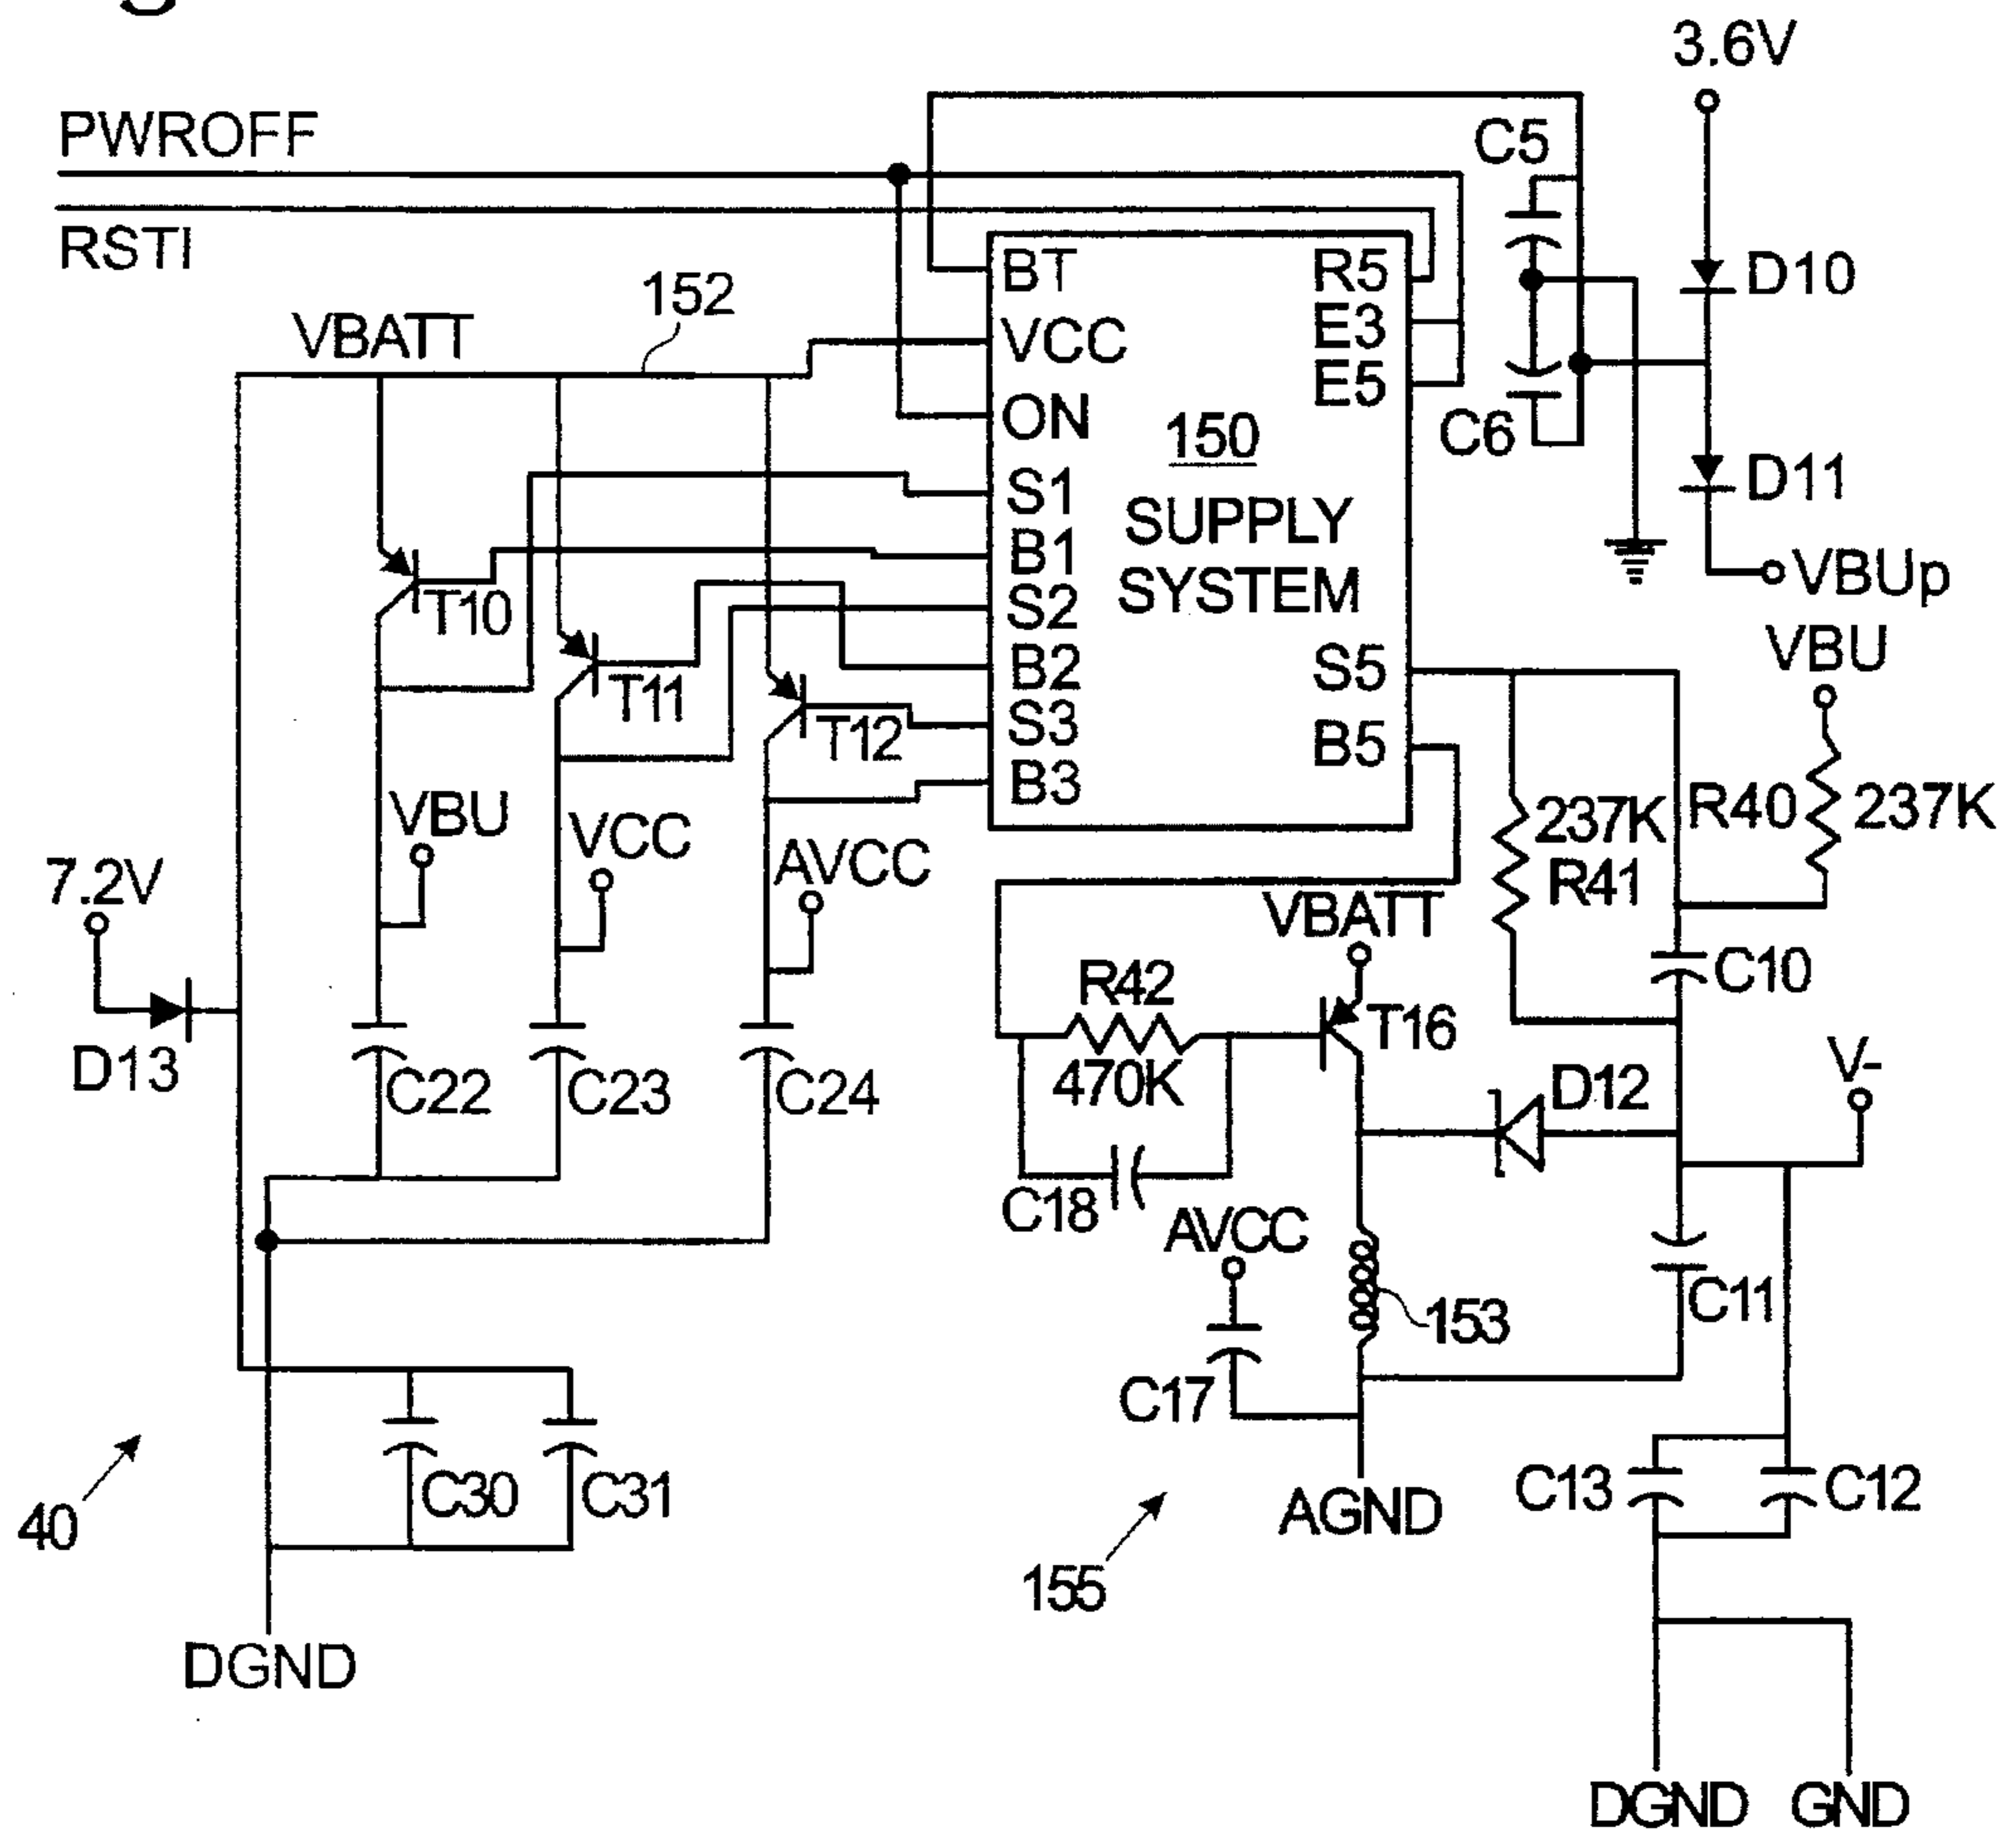 3.6V
PWROFF
C5
RSTI
BT
R5
D10
152
VBATT
VCC
E3
E5
ON
150
C6
D11
S1
SUPPLY
B1
SYSTEM
VBUp
T10
S2
VBU
B2
S5
T11
S3
T12
B5
B3
VBU
VCC
237K
R40
237K
AVCC
R41
7.2V
VBATT
R42
C10
T16
D13
C22
C23
C24
470K
D12
V-
C18
AVCC
C11
153
C17
40
C30
C31
C13
C12
AGND
155
DGND
DGND
GND